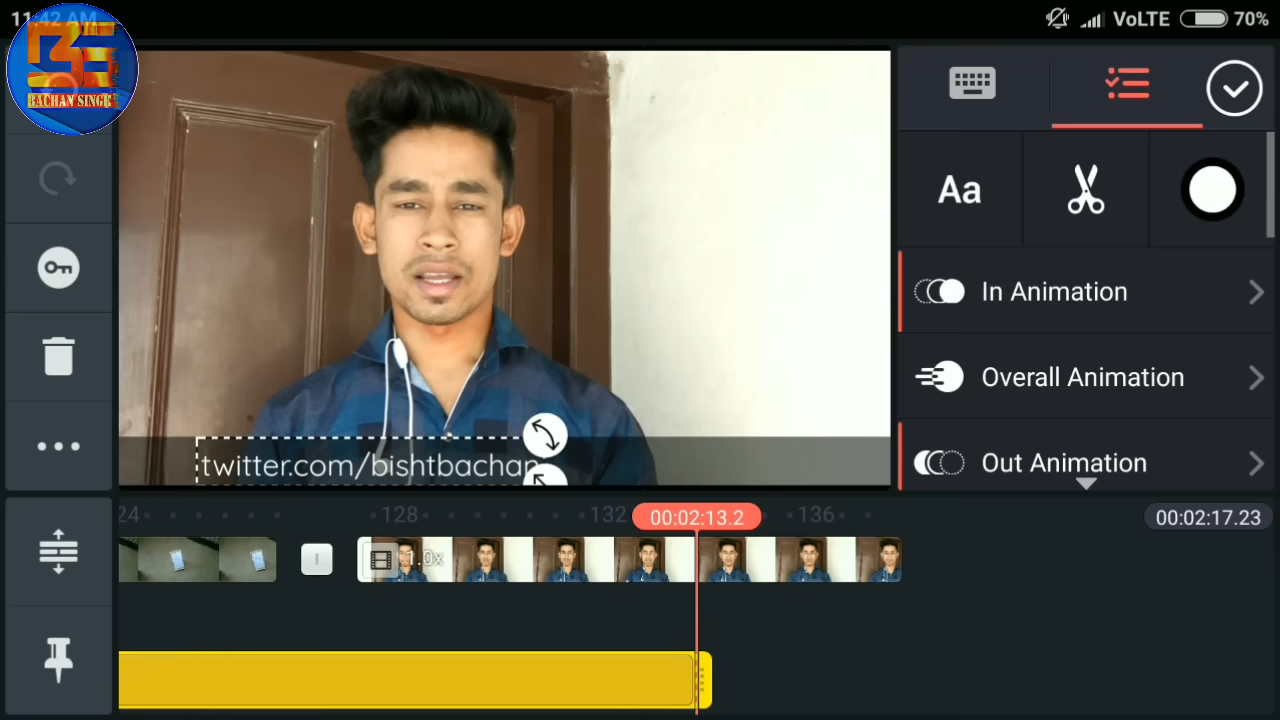 11:42 AM
VoLTE
70%
BE
BACHAN SINGH
Aa
In Animation
Overall Animation
Out Animation
twitter.com/bishtbachan
128
132
00:02:13.2
136
00:02:17.23
1.0x